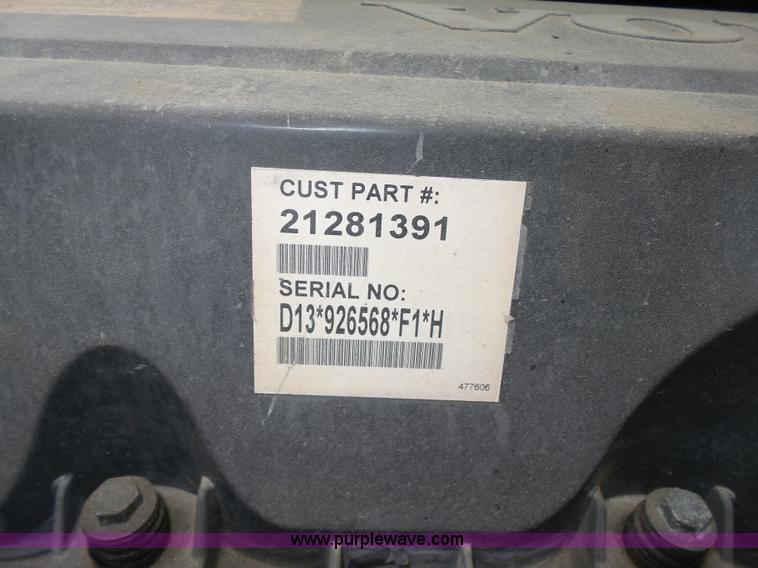 CUST PART #:
21281391
SERIAL NO:
D13*926568*F1*H
477606
www.purplewave.com